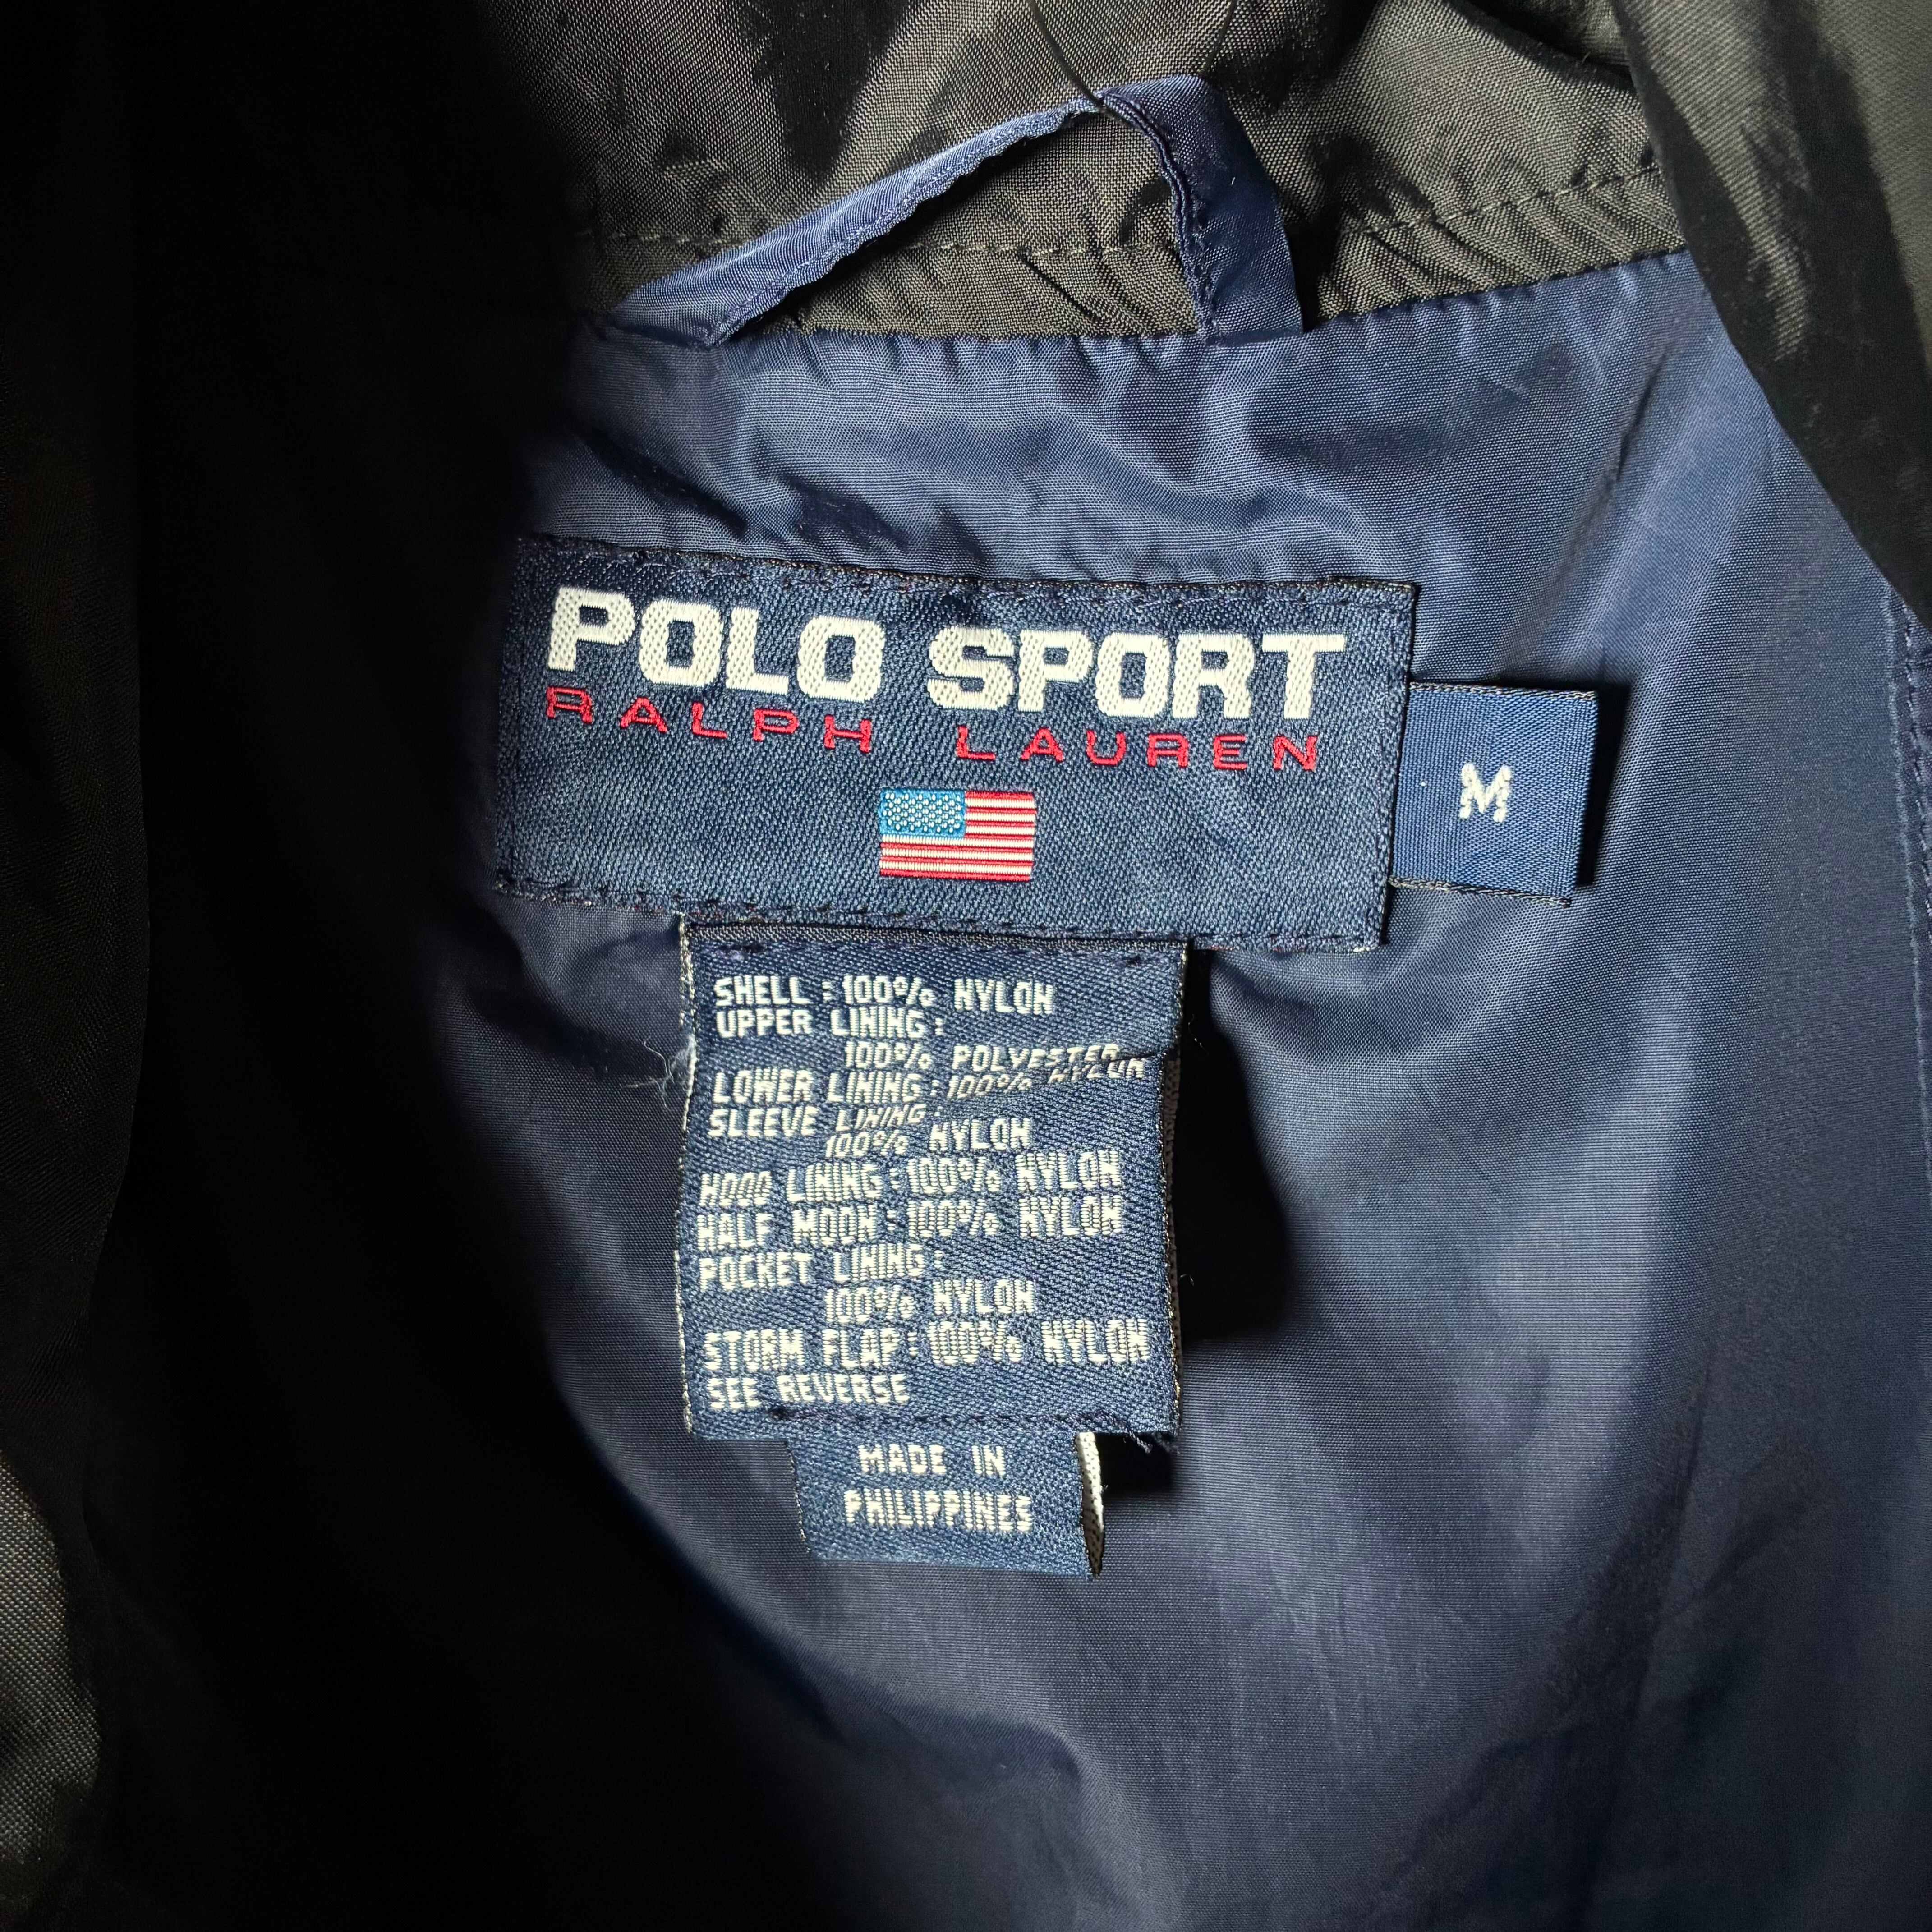 POLO SPORT
RALPH LAUREN
M
SHELL : 100% NYLON
UPPER LINING :
100% POLYESTER
LOWER LINING : 100% NYLON
SLEEVE LINING :
100% NYLON
HOOD LINING : 100% NYLON
HALF MOON : 100% NYLON
POCKET LINING :
100% NYLON
STORM FLAP : 100% NYLON
SEE REVERSE
MADE IN
PHILIPPINES